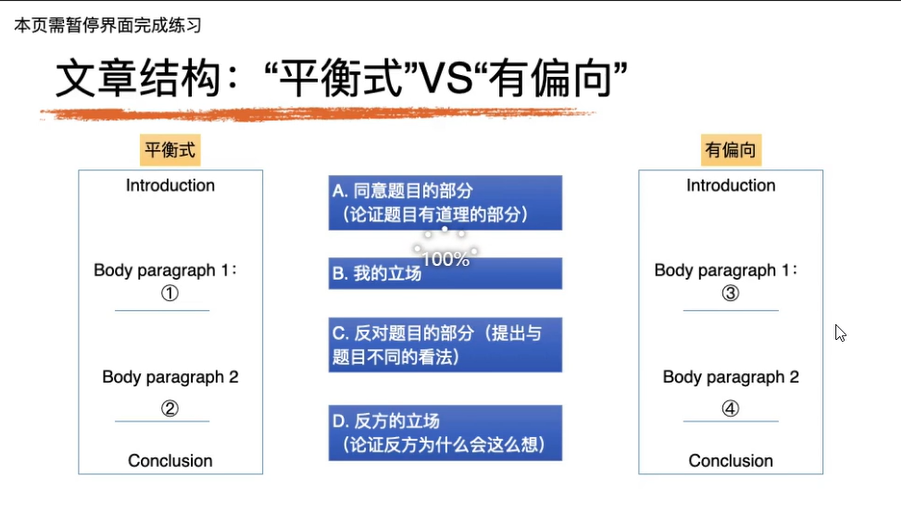 本页需暂停界面完成练习
文章结构：“平衡式”VS“有偏向”
平衡式
Introduction
Body paragraph 1：
①
Body paragraph 2
②
Conclusion
A. 同意题目的部分
（论证题目有道理的部分）
100%
B. 我的立场
C. 反对题目的部分（提出与
题目不同的看法）
D. 反方的立场
（论证反方为什么会这么想）
有偏向
Introduction
Body paragraph 1：
③
Body paragraph 2
④
Conclusion